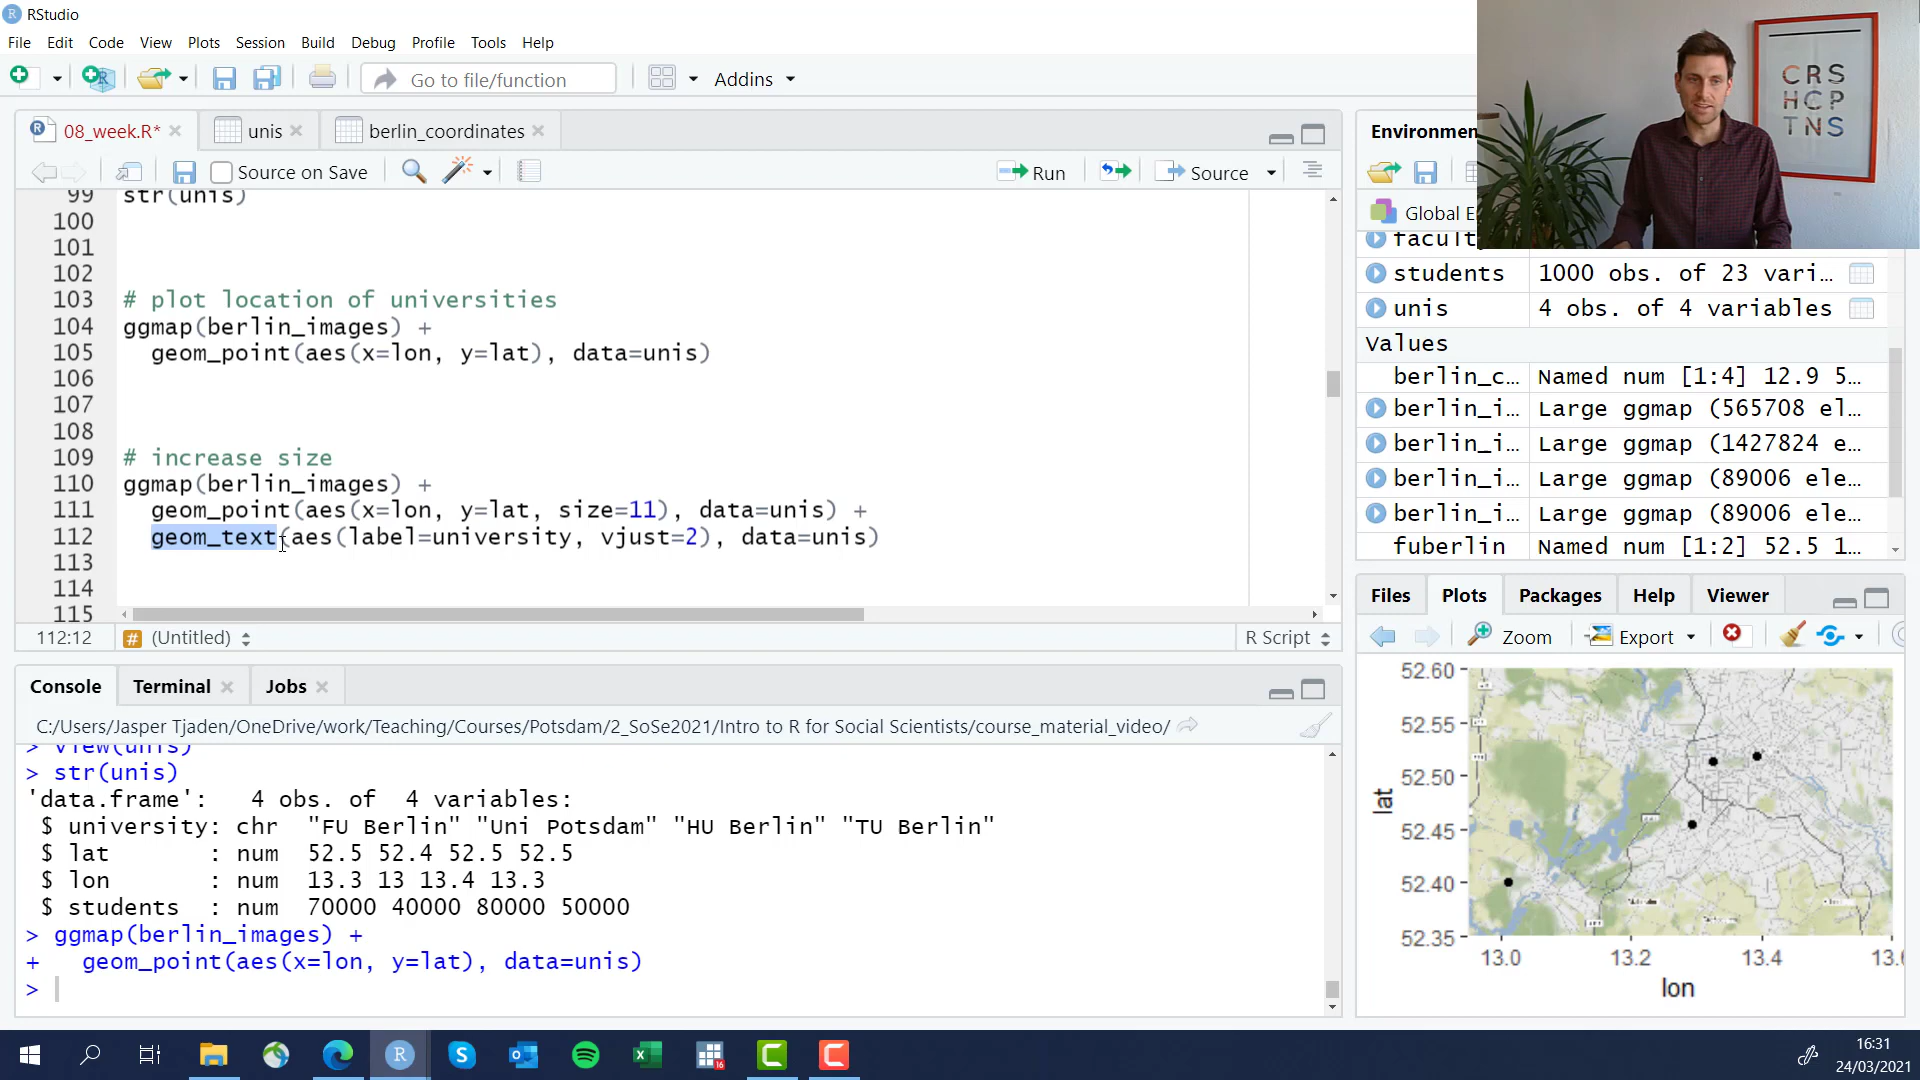 RStudio
File Edit Code View Plots Session Build Debug Profile Tools Help
Go to file/function Addins
08_week.R* unis berlin_coordinates
Source on Save Run Source
99 str(unis)
100
101
102
103 # plot location of universities
104 ggmap(berlin_images) +
105 geom_point(aes(x=lon, y=lat), data=unis)
106
107
108
109 # increase size
110 ggmap(berlin_images) +
111 geom_point(aes(x=lon, y=lat, size=11), data=unis) +
112 geom_text(aes(label=university, vjust=2), data=unis)
113
114
115
112:12 # (Untitled) R Script
Console Terminal Jobs
C:/Users/Jasper Tjaden/OneDrive/work/Teaching/Courses/Potsdam/2_SoSe2021/Intro to R for Social Scientists/course_material_video/
> View(unis)
> str(unis)
'data.frame': 4 obs. of 4 variables:
$ university: chr "FU Berlin" "Uni Potsdam" "HU Berlin" "TU Berlin"
$ lat : num 52.5 52.4 52.5 52.5
$ lon : num 13.3 13 13.4 13.3
$ students : num 70000 40000 80000 50000
> ggmap(berlin_images) +
+ geom_point(aes(x=lon, y=lat), data=unis)
>
CRS
HCP
TNS
Environmen
Global E
facult
students 1000 obs. of 23 vari...
unis 4 obs. of 4 variables
Values
berlin_c... Named num [1:4] 12.9 5...
berlin_i... Large ggmap (565708 el...
berlin_i... Large ggmap (1427824 e...
berlin_i... Large ggmap (89006 ele...
berlin_i... Large ggmap (89006 ele...
fuberlin Named num [1:2] 52.5 1...
Files Plots Packages Help Viewer
Zoom Export
52.60
52.55
52.50
52.45
52.40
52.35
lat
13.0 13.2 13.4 13.6
lon
16:31
24/03/2021